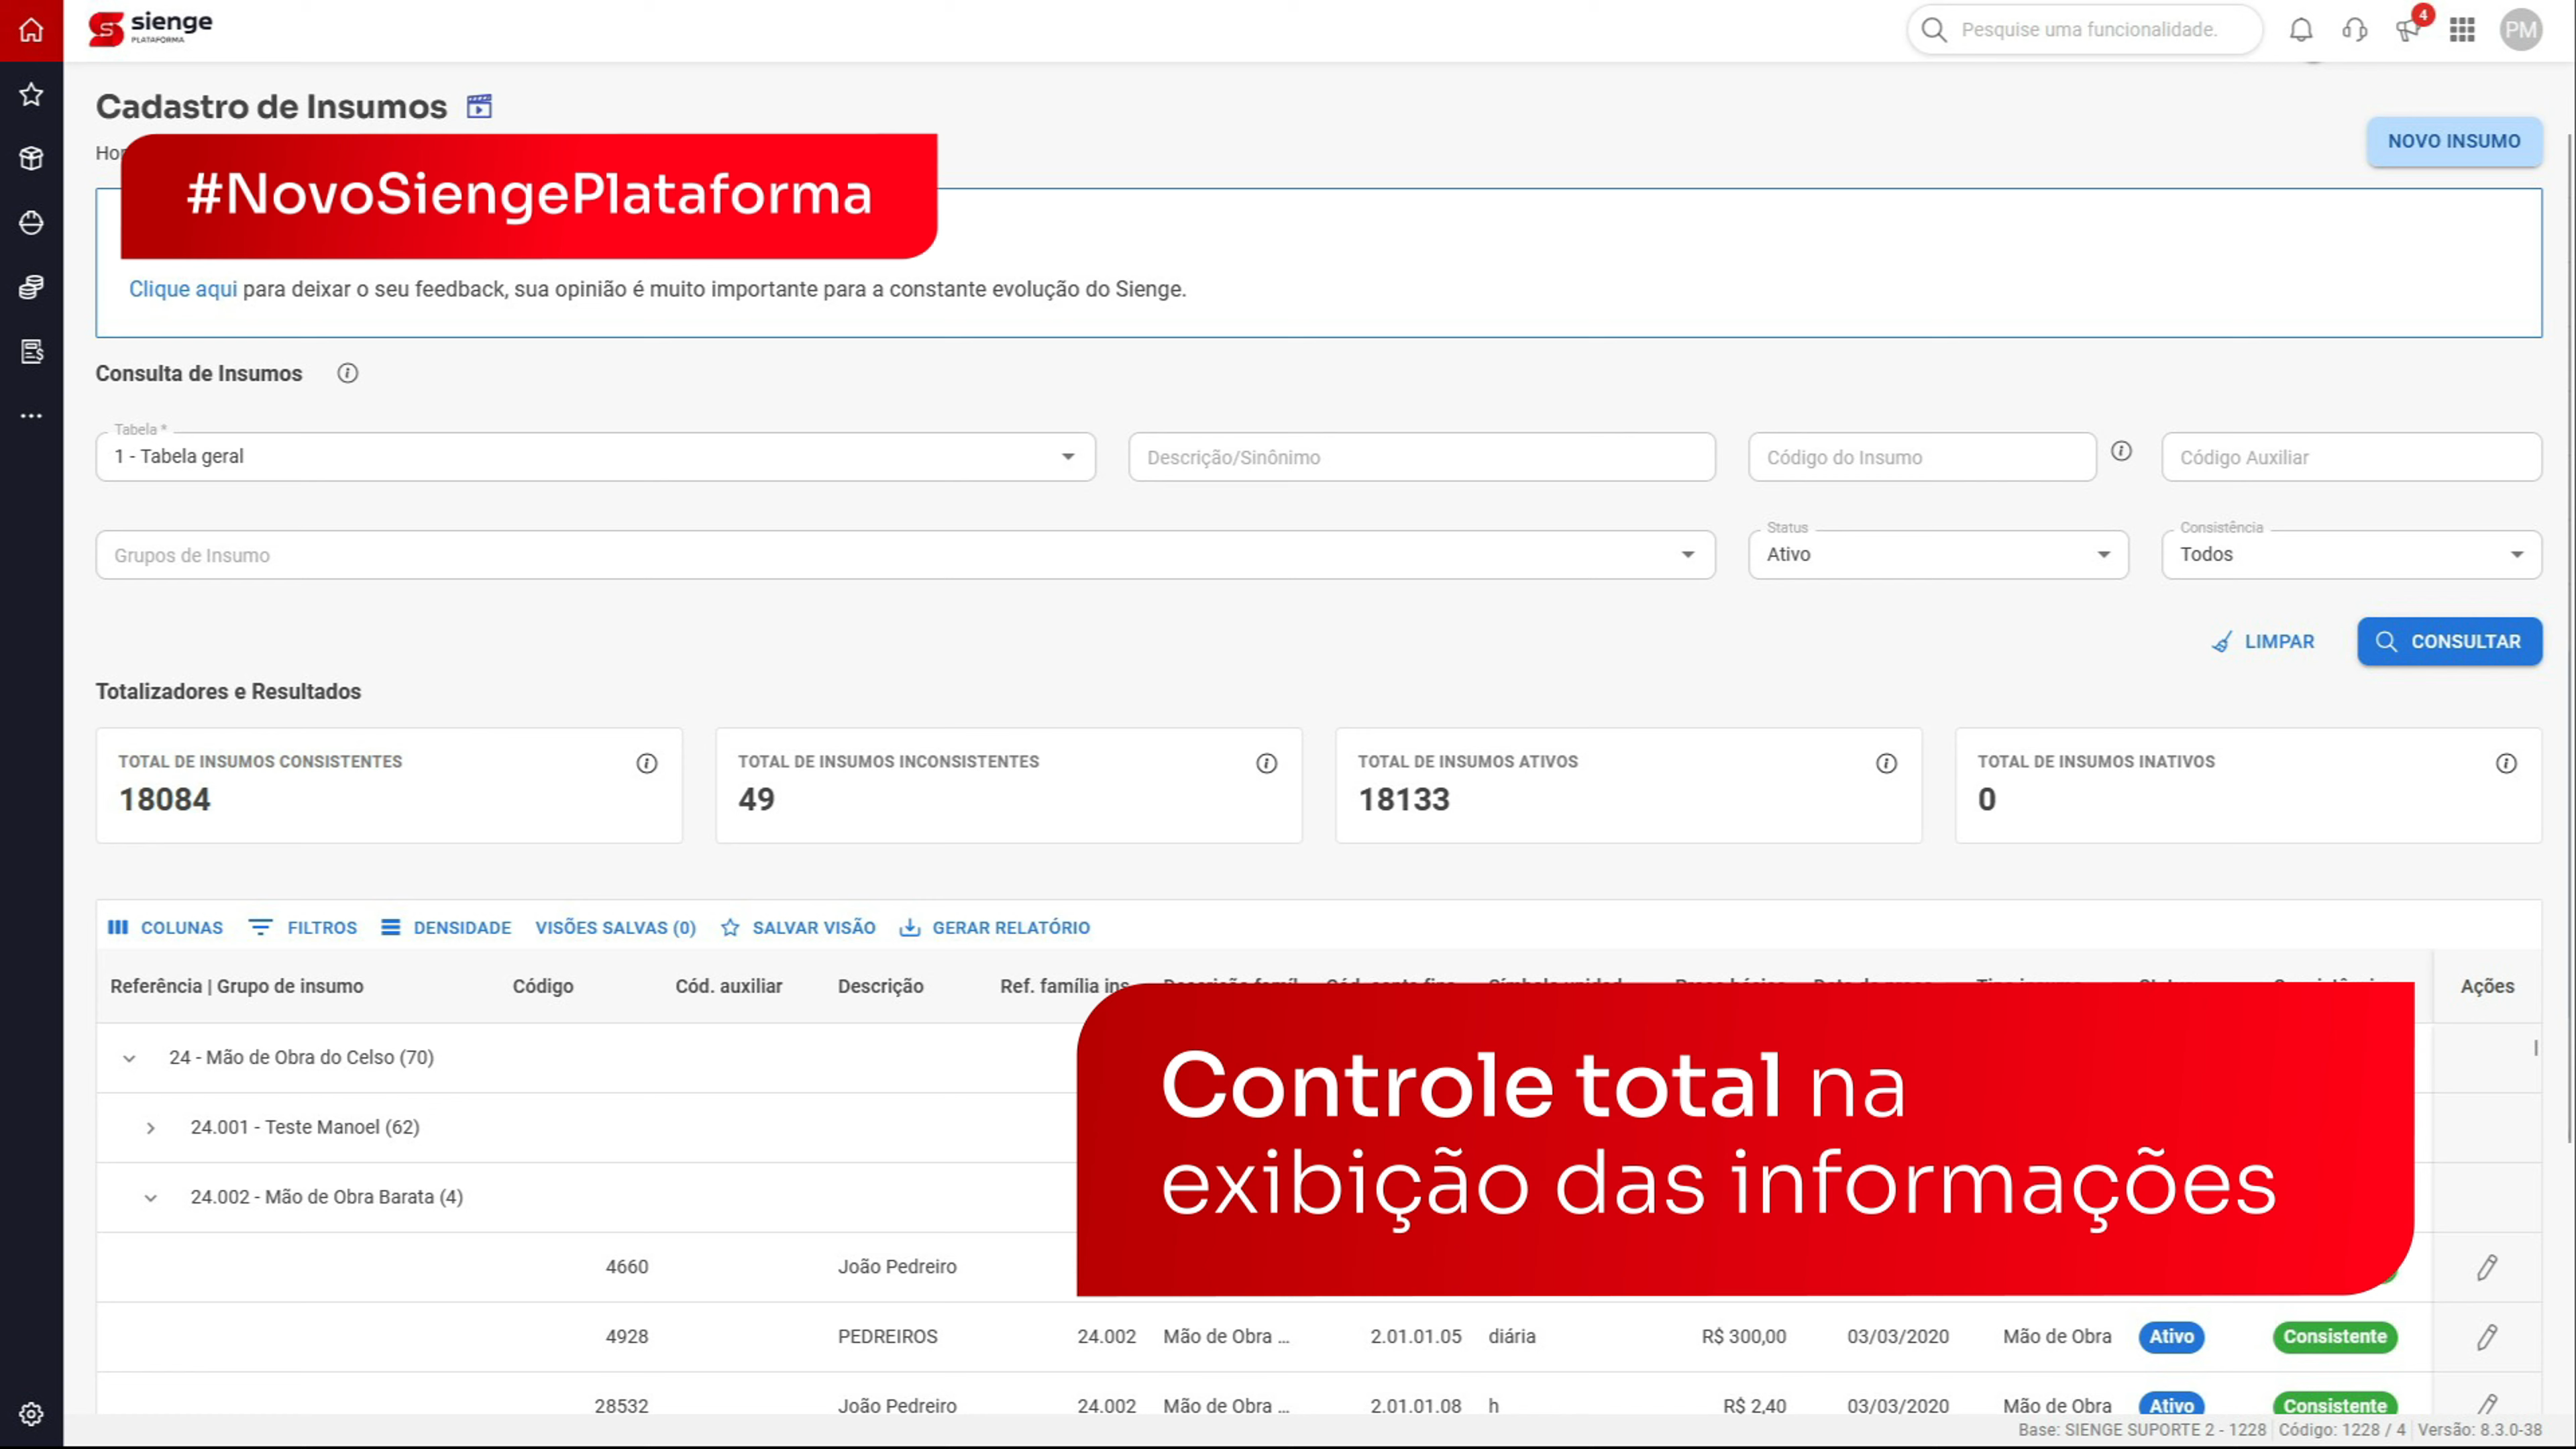 sienge
PLATAFORMA
Pesquise uma funcionalidade.
4
PM
Cadastro de Insumos
NOVO INSUMO
#NovoSiengePlataforma
Clique aqui para deixar o seu feedback, sua opinião é muito importante para a constante evolução do Sienge.
Consulta de Insumos
Tabela *
1 - Tabela geral
Descrição/Sinônimo
Código do Insumo
Código Auxiliar
Grupos de Insumo
Status
Ativo
Consistência
Todos
LIMPAR
CONSULTAR
Totalizadores e Resultados
TOTAL DE INSUMOS CONSISTENTES
18084
TOTAL DE INSUMOS INCONSISTENTES
49
TOTAL DE INSUMOS ATIVOS
18133
TOTAL DE INSUMOS INATIVOS
0
COLUNAS FILTROS DENSIDADE VISÕES SALVAS (0) SALVAR VISÃO GERAR RELATÓRIO
Referência | Grupo de insumo Código Cód. auxiliar Descrição Ref. família ins Ações
24 - Mão de Obra do Celso (70)
24.001 - Teste Manoel (62)
24.002 - Mão de Obra Barata (4)
Controle total na
exibição das informações
4660 João Pedreiro
4928 PEDREIROS 24.002 Mão de Obra ... 2.01.01.05 diária R$ 300,00 03/03/2020 Mão de Obra Ativo Consistente
28532 João Pedreiro 24.002 Mão de Obra ... 2.01.01.08 h R$ 2,40 03/03/2020 Mão de Obra Ativo Consistente
Base: SIENGE SUPORTE 2 - 1228 Código: 1228 / 4 Versão: 8.3.0-38